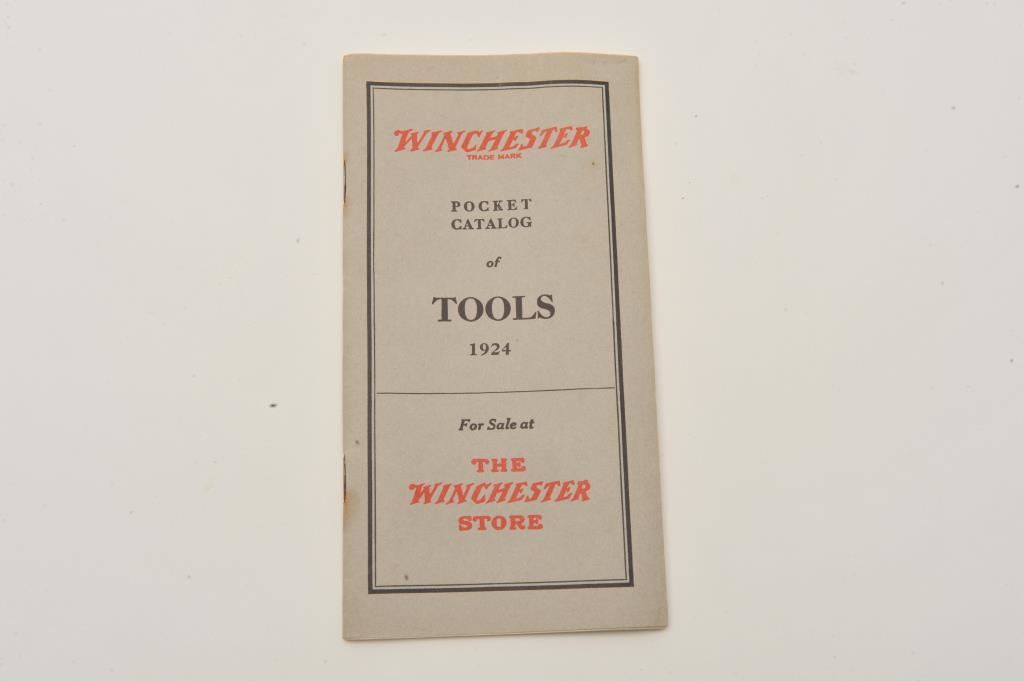 WINCHESTER
TRADE MARK
POCKET
CATALOG
of
TOOLS
1924
For Sale at
THE
WINCHESTER
STORE